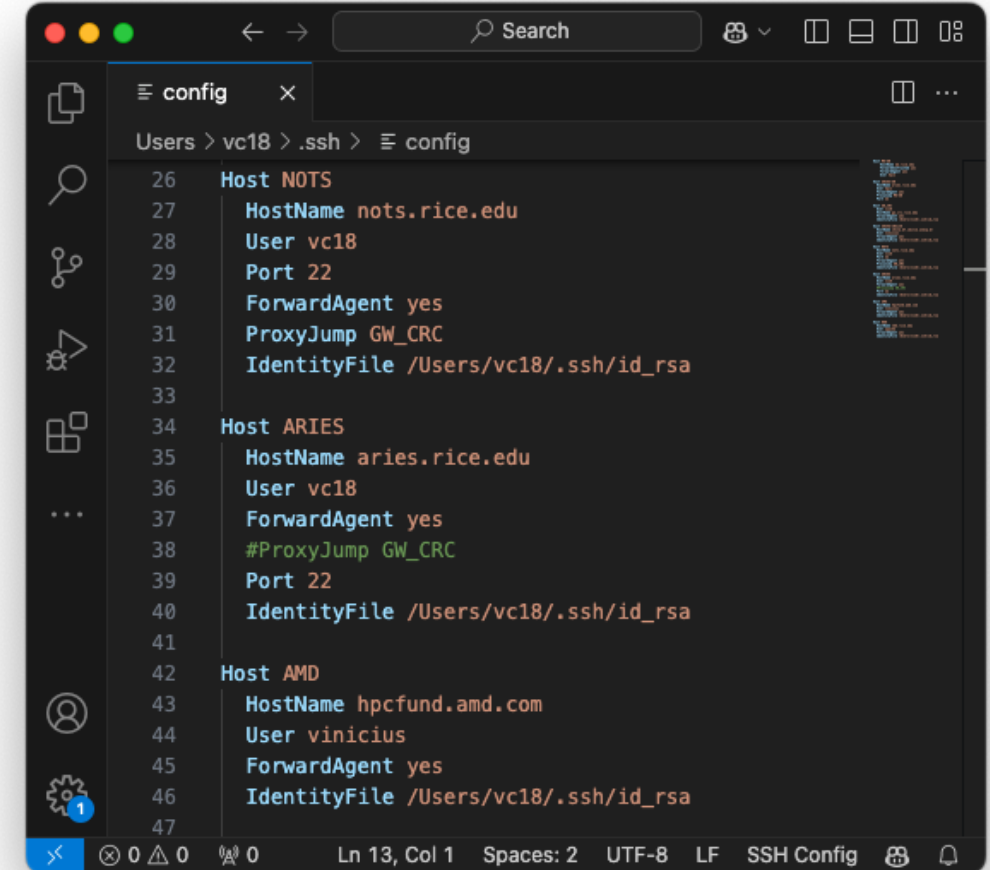 Search
config
Users > vc18 > .ssh > config
26 Host NOTS
27 HostName nots.rice.edu
28 User vc18
29 Port 22
30 ForwardAgent yes
31 ProxyJump GW_CRC
32 IdentityFile /Users/vc18/.ssh/id_rsa
33
34 Host ARIES
35 HostName aries.rice.edu
36 User vc18
37 ForwardAgent yes
38 #ProxyJump GW_CRC
39 Port 22
40 IdentityFile /Users/vc18/.ssh/id_rsa
41
42 Host AMD
43 HostName hpcfund.amd.com
44 User vinicius
45 ForwardAgent yes
46 IdentityFile /Users/vc18/.ssh/id_rsa
47
1
0 0 0 Ln 13, Col 1 Spaces: 2 UTF-8 LF SSH Config